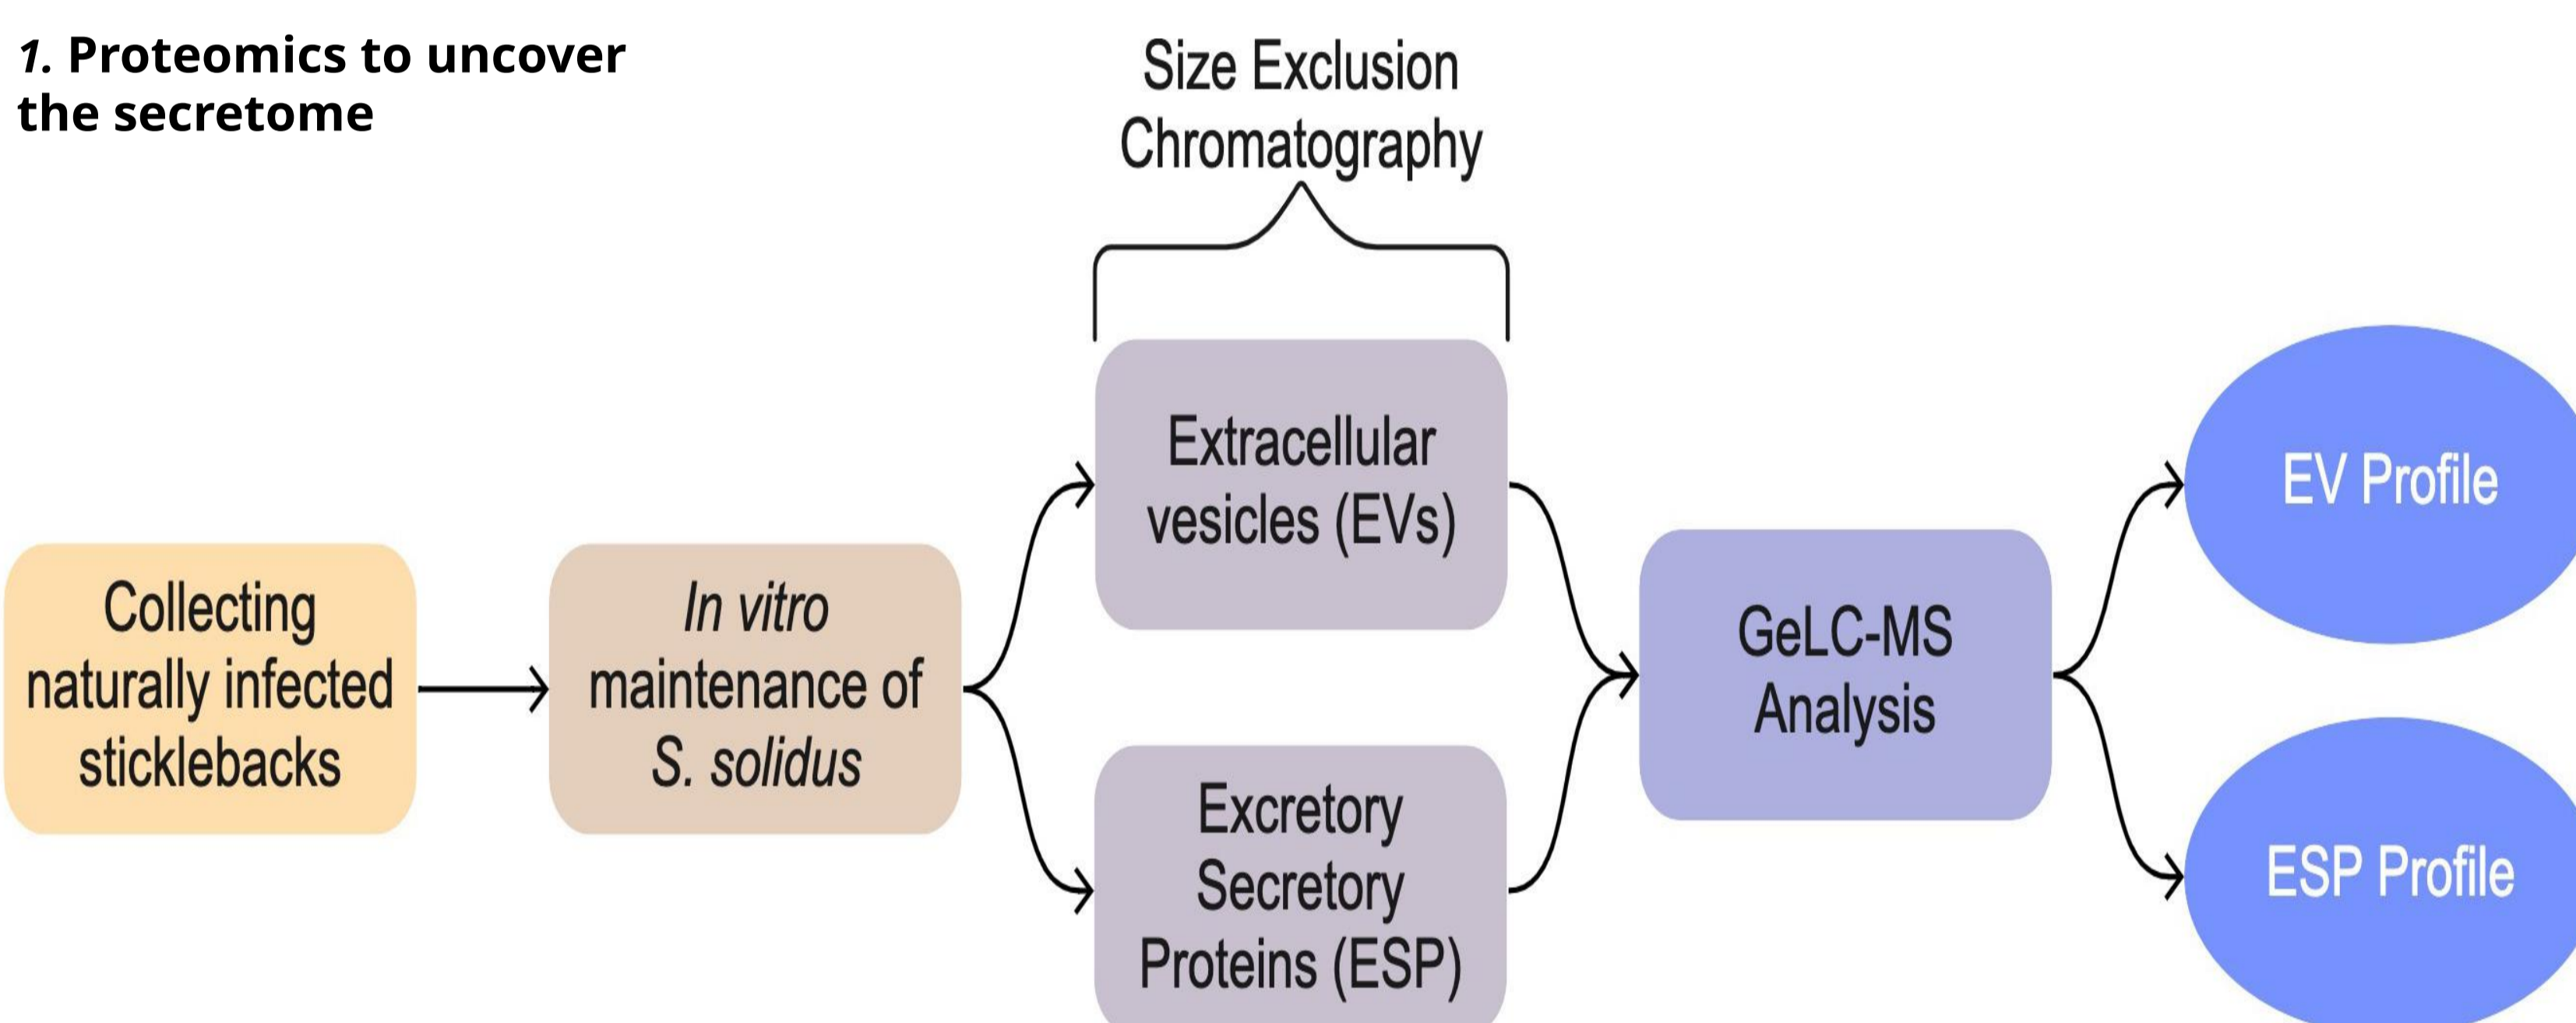 1. Proteomics to uncover
the secretome
Size Exclusion
Chromatography
Collecting
naturally infected
sticklebacks
In vitro
maintenance of
S. solidus
Extracellular
vesicles (EVs)
Excretory
Secretory
Proteins (ESP)
GeLC-MS
Analysis
EV Profile
ESP Profile